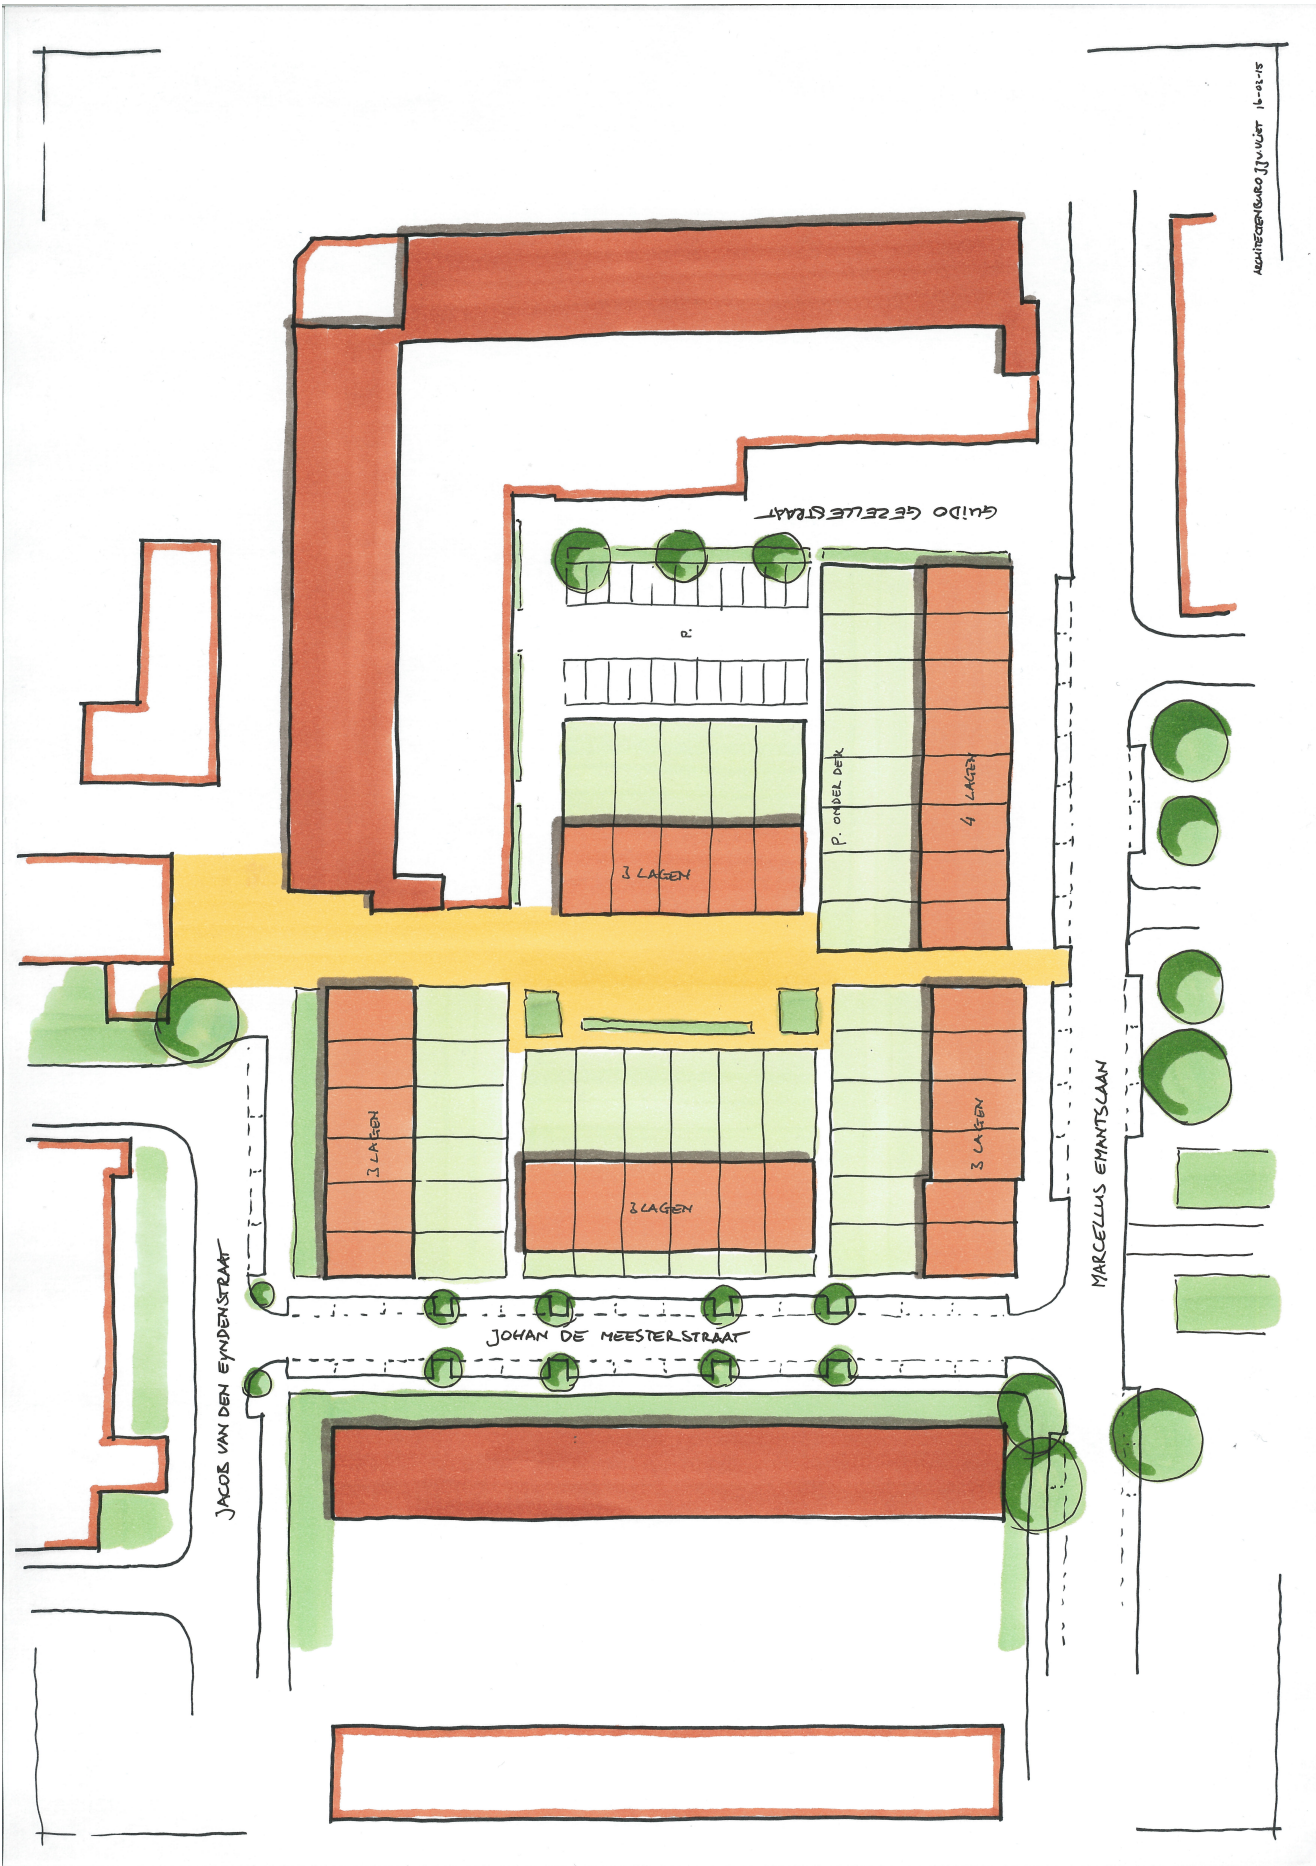 ARCHITECTENBURO JJ v. VLIET 16-03-15
GUIDO GEZELLESTRAAT
P.
P. ONDER DEK
4 LAGEN
3 LAGEN
3 LAGEN
3 LAGEN
3 LAGEN
MARCELLUS EMANTSLAAN
JACOB VAN DEN EYNDENSTRAAT
JOHAN DE MEESTERSTRAAT